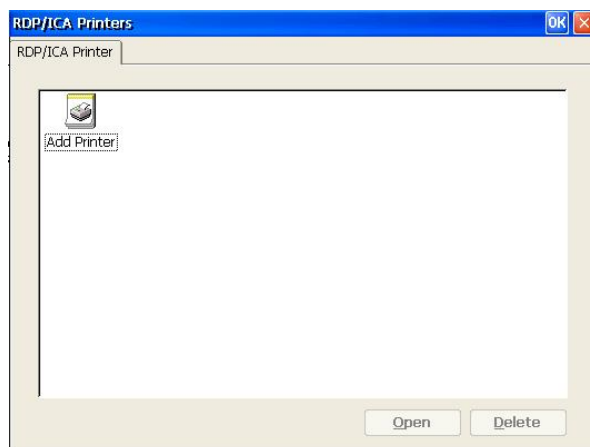 RDP/ICA Printers
OK
RDP/ICA Printer
Add Printer
Open
Delete